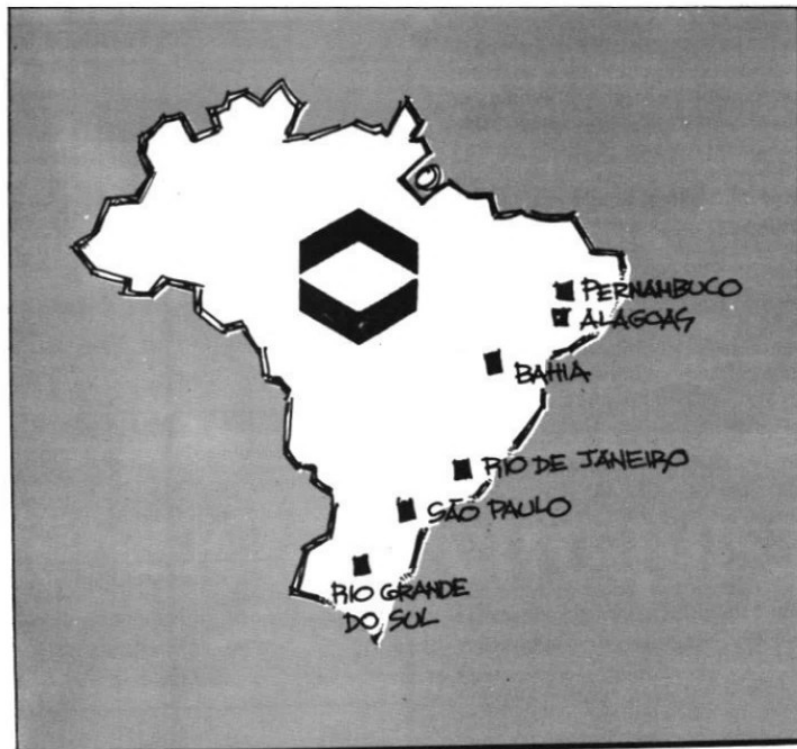 PERNAMBUCO
ALAGOAS
BAHIA
RIO DE JANEIRO
SÃO PAULO
RIO GRANDE
DO SUL